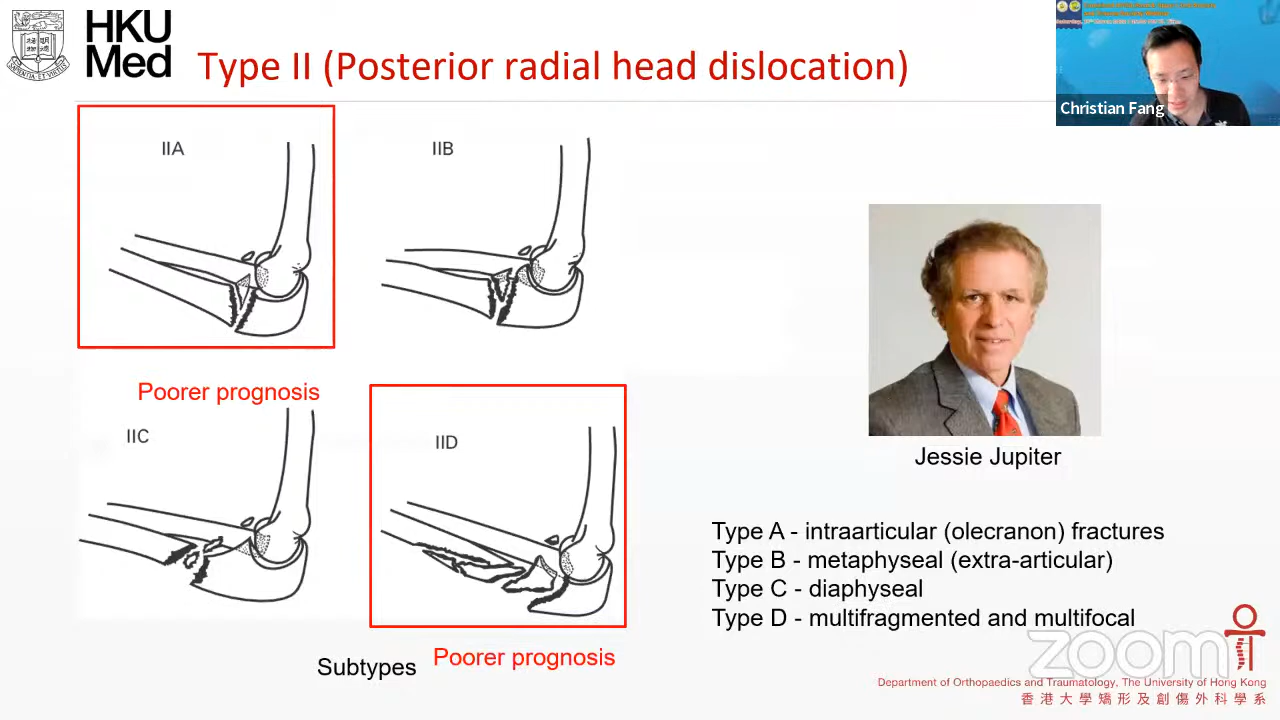 HKU
Med
Type II (Posterior radial head dislocation)
Christian Fang
IIA
IIB
Poorer prognosis
IIC
IID
Subtypes
Poorer prognosis
Jessie Jupiter
Type A - intraarticular (olecranon) fractures
Type B - metaphyseal (extra-articular)
Type C - diaphyseal
Type D - multifragmented and multifocal
zoom
Department of Orthopaedics and Traumatology, The University of Hong Kong
香港大學矯形及創傷外科學系